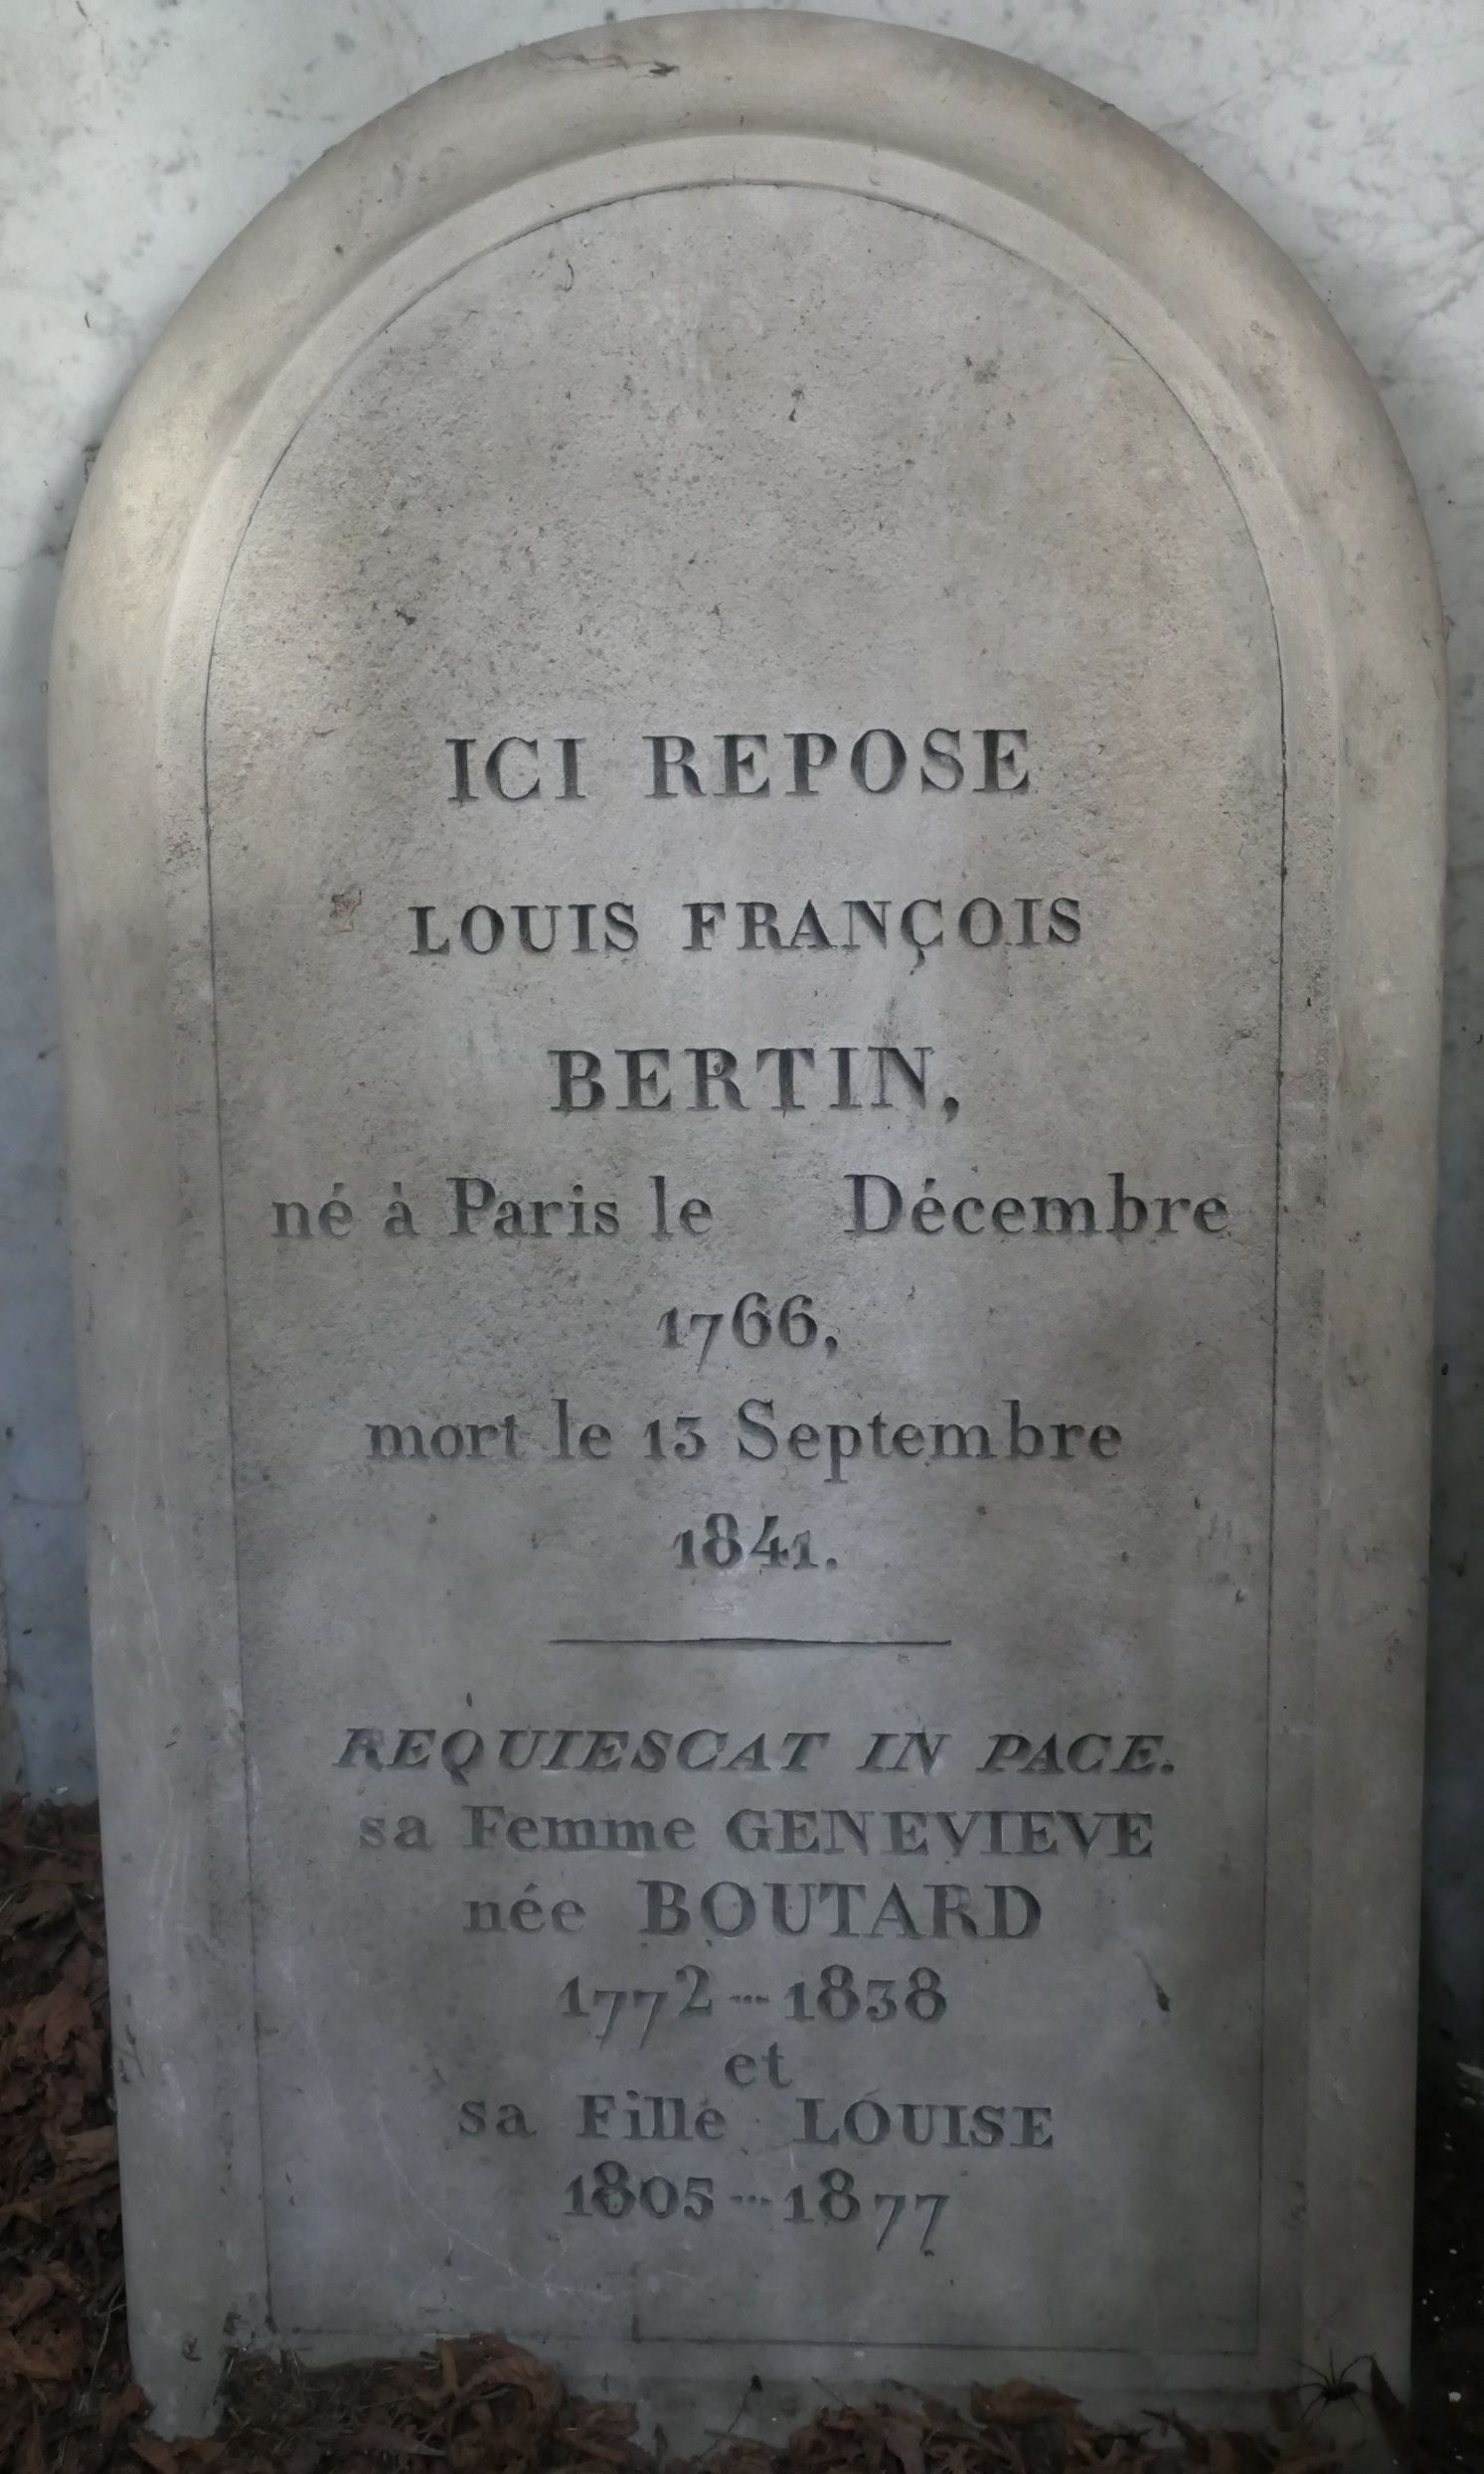 ICI REPOSE
LOUIS FRANÇOIS
BERTIN,
né à Paris le Décembre
1766,
mort le 13 Septembre
1841.
REQUIESCAT IN PACE.
sa Femme GENEVIEVE
née BOUTARD
1772---1838
et
sa Fille LOUISE
1805---1877